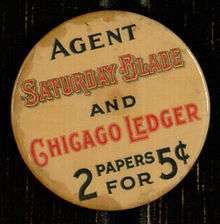 AGENT
SATURDAY BLADE
AND
CHICAGO LEDGER
2 PAPERS
FOR 5¢